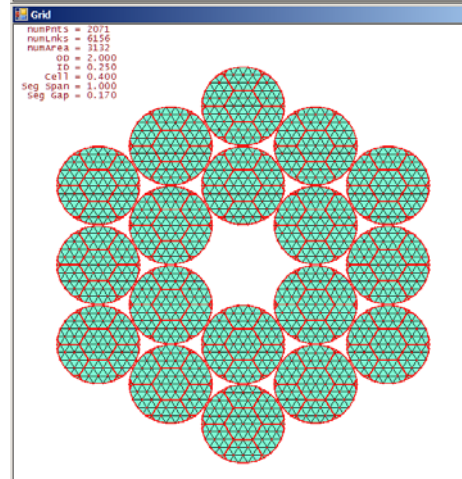 Grid
numPnts = 2071
numLnks = 6156
numArea = 3132
OD = 2.000
ID = 0.250
Cell = 0.400
Seg Span = 1.000
Seg Gap = 0.170